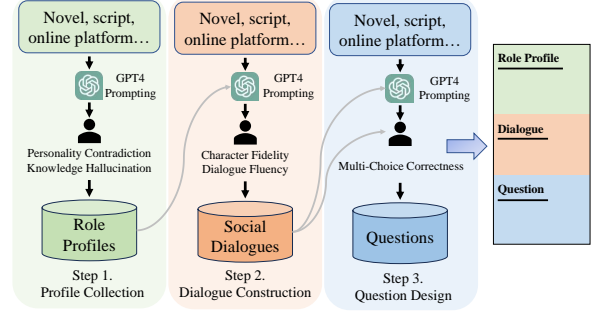 Novel, script,
online platform…
GPT4
Prompting
Personality Contradiction
Knowledge Hallucination
Role
Profiles
Step 1.
Profile Collection
Novel, script,
online platform…
GPT4
Prompting
Character Fidelity
Dialogue Fluency
Social
Dialogues
Step 2.
Dialogue Construction
Novel, script,
online platform…
GPT4
Prompting
Multi-Choice Correctness
Questions
Step 3.
Question Design
Role Profile
Dialogue
Question